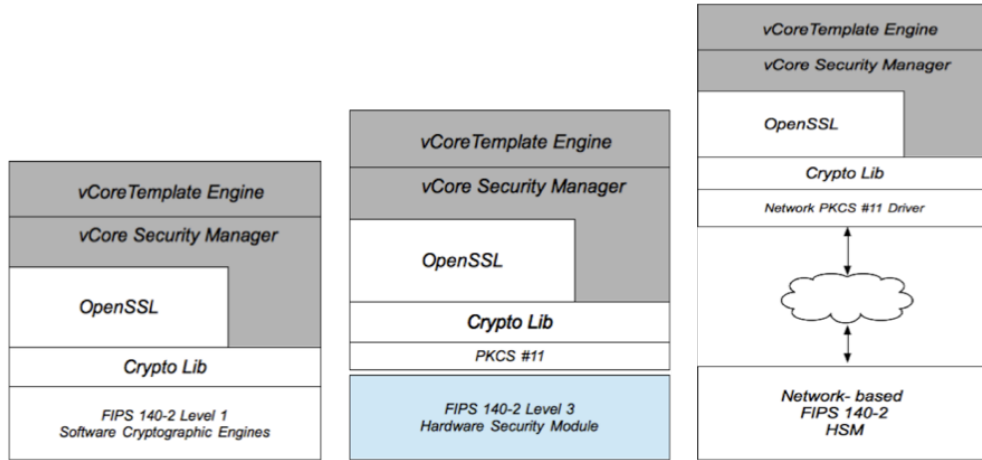 vCoreTemplate Engine
vCore Security Manager
OpenSSL
Crypto Lib
FIPS 140-2 Level 1
Software Cryptographic Engines
vCoreTemplate Engine
vCore Security Manager
OpenSSL
Crypto Lib
PKCS #11
FIPS 140-2 Level 3
Hardware Security Module
vCoreTemplate Engine
vCore Security Manager
OpenSSL
Crypto Lib
Network PKCS #11 Driver
Network- based
FIPS 140-2
HSM